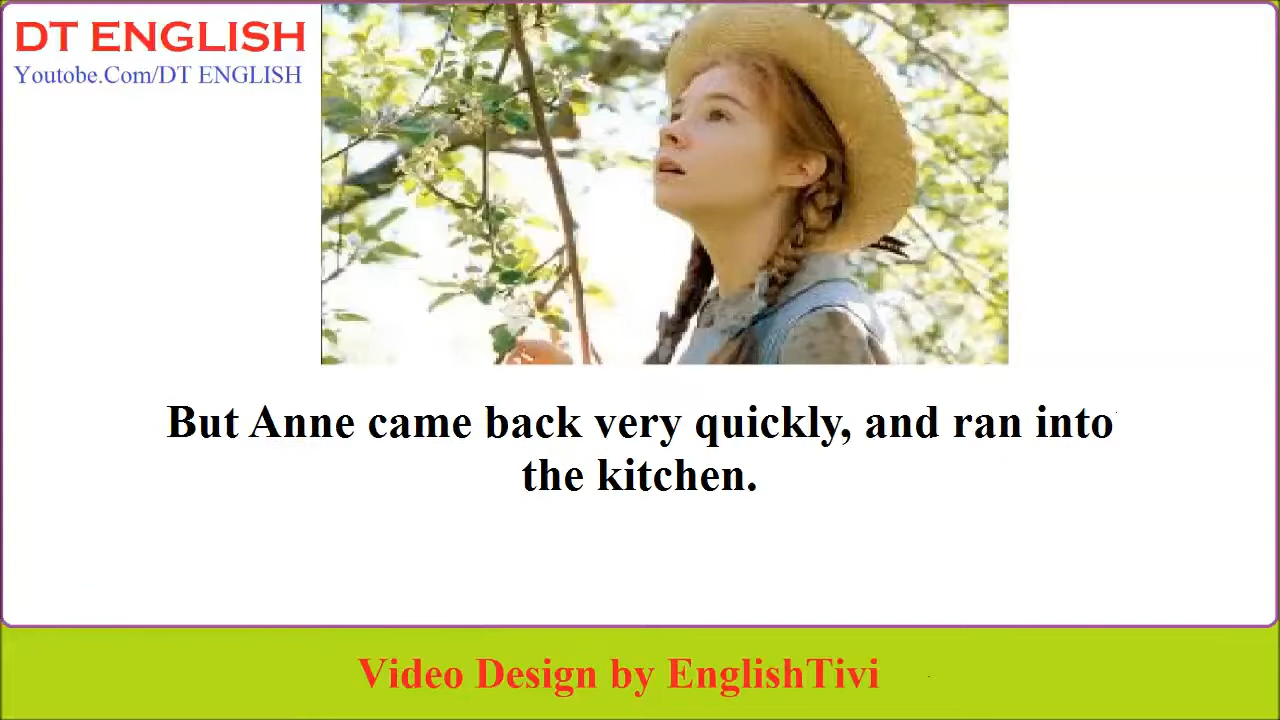 DT ENGLISH
Youtobe.Com/DT ENGLISH
But Anne came back very quickly, and ran into
the kitchen.
Video Design by EnglishTivi